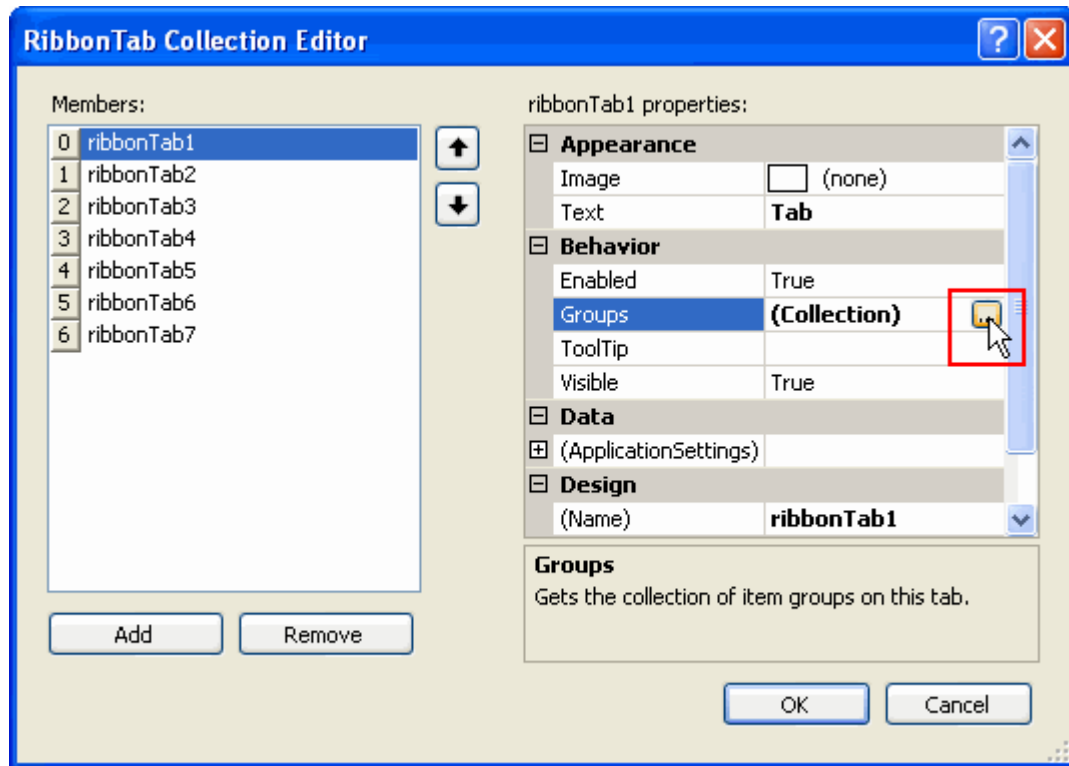 RibbonTab Collection Editor
Members:
0 ribbonTab1
1 ribbonTab2
2 ribbonTab3
3 ribbonTab4
4 ribbonTab5
5 ribbonTab6
6 ribbonTab7
Add Remove
ribbonTab1 properties:
Appearance
Image (none)
Text Tab
Behavior
Enabled True
Groups (Collection) ...
ToolTip
Visible True
Data
(ApplicationSettings)
Design
(Name) ribbonTab1
Groups
Gets the collection of item groups on this tab.
OK Cancel